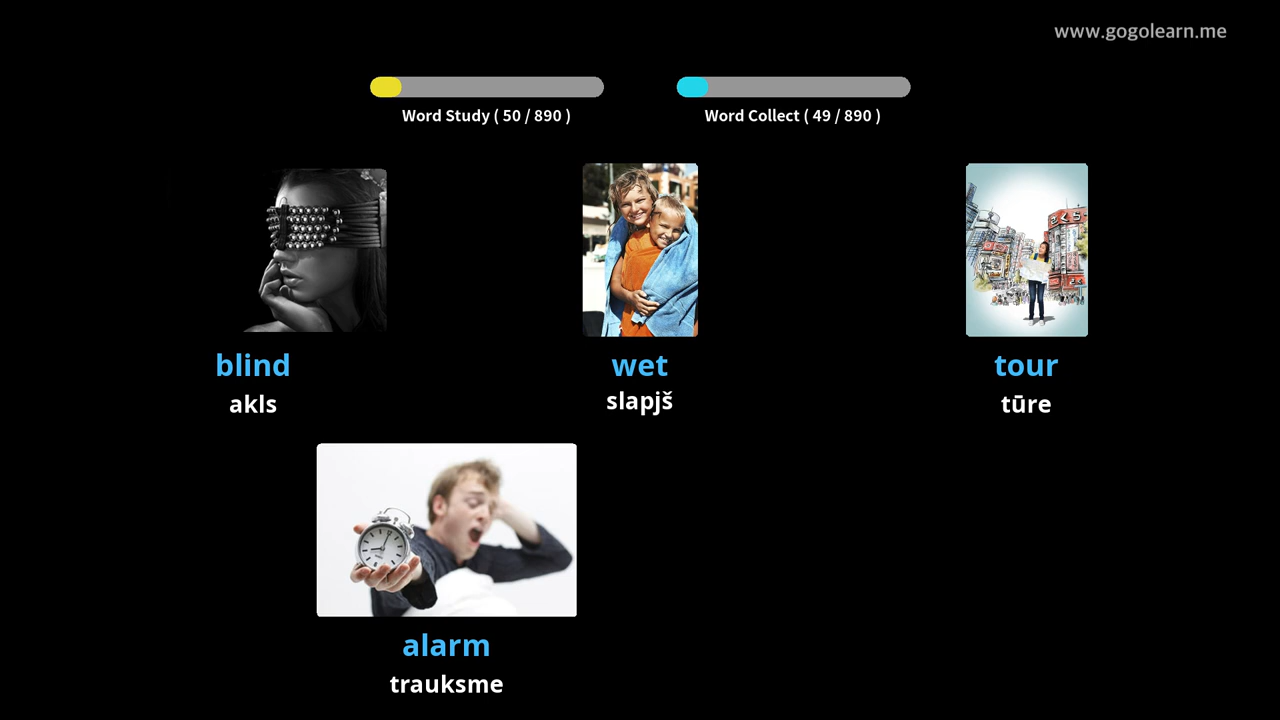 www.gogolearn.me
Word Study ( 50 / 890 )
Word Collect ( 49 / 890 )
blind
akls
wet
slapjš
tour
tūre
alarm
trauksme